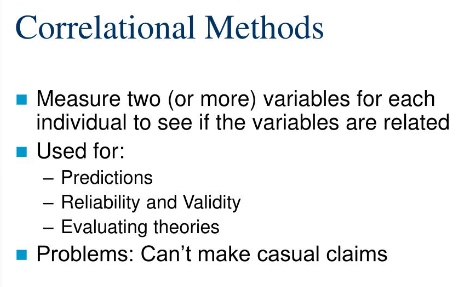 Correlational Methods
Measure two (or more) variables for each
individual to see if the variables are related
Used for:
– Predictions
– Reliability and Validity
– Evaluating theories
Problems: Can't make casual claims